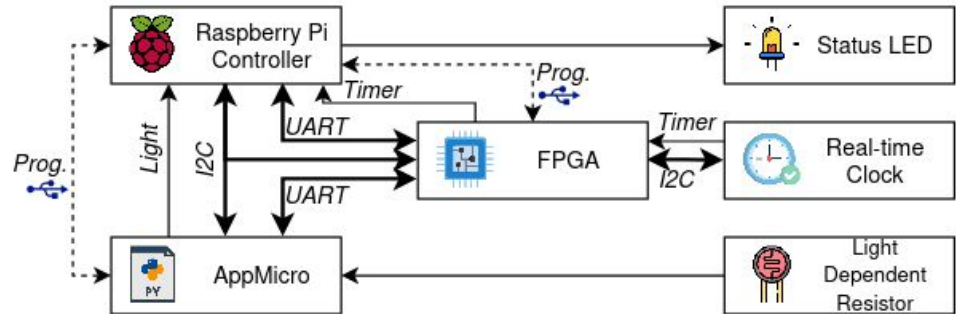 Raspberry Pi
Controller
Status LED
Prog.
Timer
UART
Timer
FPGA
Real-time
Clock
Prog.
Light
I2C
I2C
UART
AppMicro
PY
Light
Dependent
Resistor